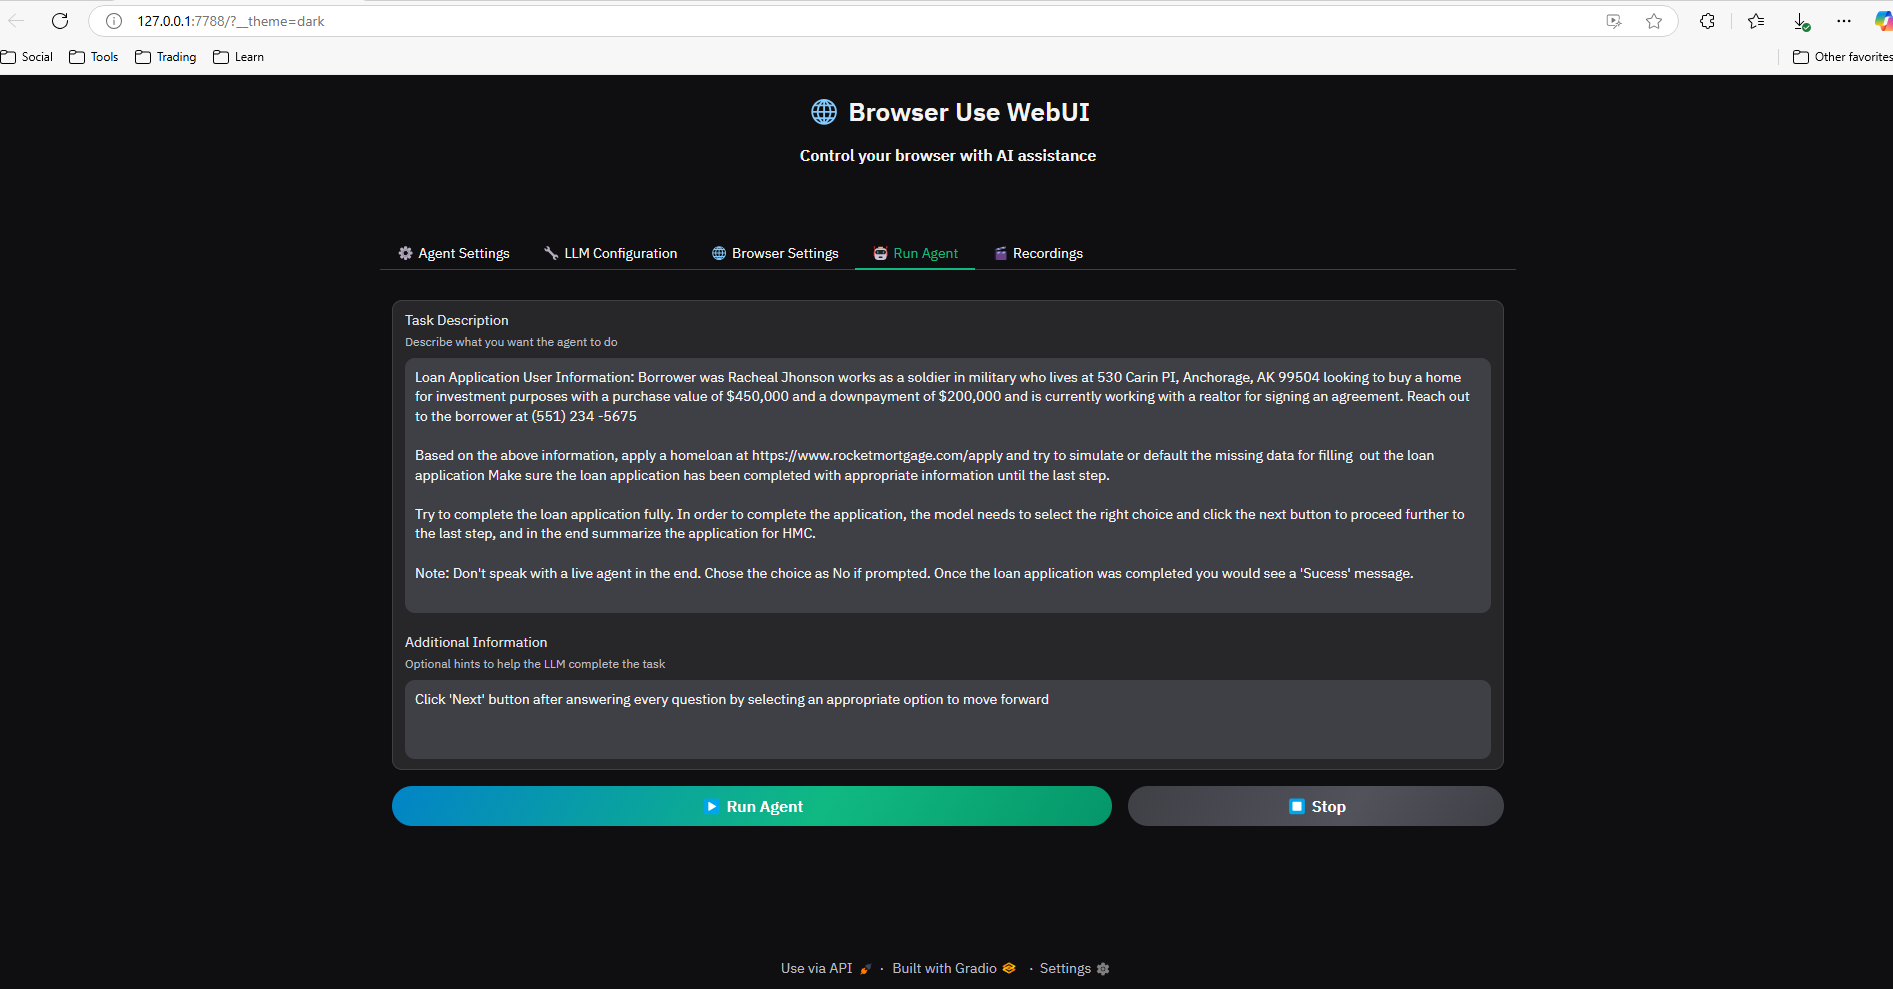 127.0.0.1:7788/?__theme=dark
Social Tools Trading Learn Other favorites
Browser Use WebUI
Control your browser with AI assistance
Agent Settings LLM Configuration Browser Settings Run Agent Recordings
Task Description
Describe what you want the agent to do
Loan Application User Information: Borrower was Racheal Jhonson works as a soldier in military who lives at 530 Carin PI, Anchorage, AK 99504 looking to buy a home
for investment purposes with a purchase value of $450,000 and a downpayment of $200,000 and is currently working with a realtor for signing an agreement. Reach out
to the borrower at (551) 234 -5675
Based on the above information, apply a homeloan at https://www.rocketmortgage.com/apply and try to simulate or default the missing data for filling  out the loan
application Make sure the loan application has been completed with appropriate information until the last step.
Try to complete the loan application fully. In order to complete the application, the model needs to select the right choice and click the next button to proceed further to
the last step, and in the end summarize the application for HMC.
Note: Don't speak with a live agent in the end. Chose the choice as No if prompted. Once the loan application was completed you would see a 'Sucess' message.
Additional Information
Optional hints to help the LLM complete the task
Click 'Next' button after answering every question by selecting an appropriate option to move forward
Run Agent Stop
Use via API · Built with Gradio · Settings